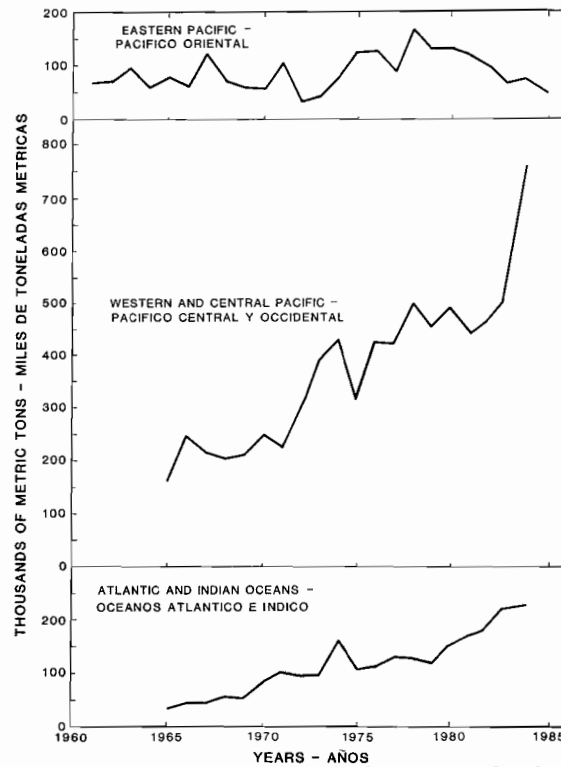 200
EASTERN PACIFIC -
PACIFICO ORIENTAL
100
0
THOUSANDS OF METRIC TONS - MILES DE TONELADAS METRICAS
800
700
500
WESTERN AND CENTRAL PACIFIC -
PACIFICO CENTRAL Y OCCIDENTAL
400
300
200
100
0
ATLANTIC AND INDIAN OCEANS -
OCEANOS ATLANTICO E INDICO
200
100
0
1960
1965
1970
1975
1980
1985
YEARS - AÑOS